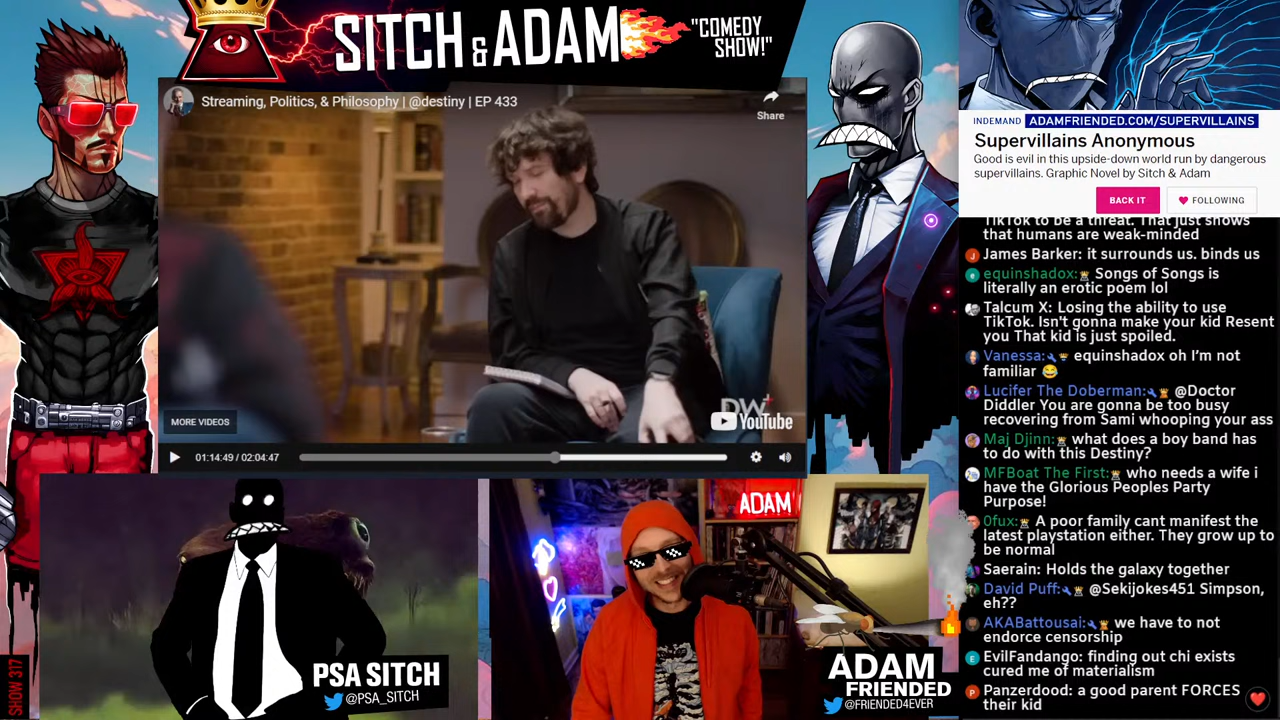 SITCH & ADAM
"COMEDY
SHOW!"
Streaming, Politics, & Philosophy | @destiny | EP 433
Share
MORE VIDEOS
DW+
YouTube
01:14:49 / 02:04:47
INDEMAND ADAMFRIENDED.COM/SUPERVILLAINS
Supervillains Anonymous
Good is evil in this upside-down world run by dangerous
supervillains. Graphic Novel by Sitch & Adam
BACK IT
FOLLOWING
TikTok to be a threat. That just shows
that humans are weak-minded
James Barker: it surrounds us. binds us
equinshadox: Songs of Songs is
literally an erotic poem lol
Talcum X: Losing the ability to use
TikTok. Isn't gonna make your kid Resent
you That kid is just spoiled.
Vanessa: equinshadox oh I'm not
familiar 😂
Lucifer The Doberman: @Doctor
Diddler You are gonna be too busy
recovering from Sami whooping your ass
Maj Djinn: what does a boy band has
to do with this Destiny?
MFBoat The First: who needs a wife i
have the Glorious Peoples Party
Purpose!
0fux: A poor family cant manifest the
latest playstation either. They grow up to
be normal
Saerain: Holds the galaxy together
David Puff: @Sekijokes451 Simpson,
eh??
AKABattousai: we have to not
endorce censorship
EvilFandango: finding out chi exists
cured me of materialism
Panzerdood: a good parent FORCES
their kid
ADAM
PSA SITCH
@PSA_SITCH
ADAM
FRIENDED
@FRIENDED4EVER
SHOW 317